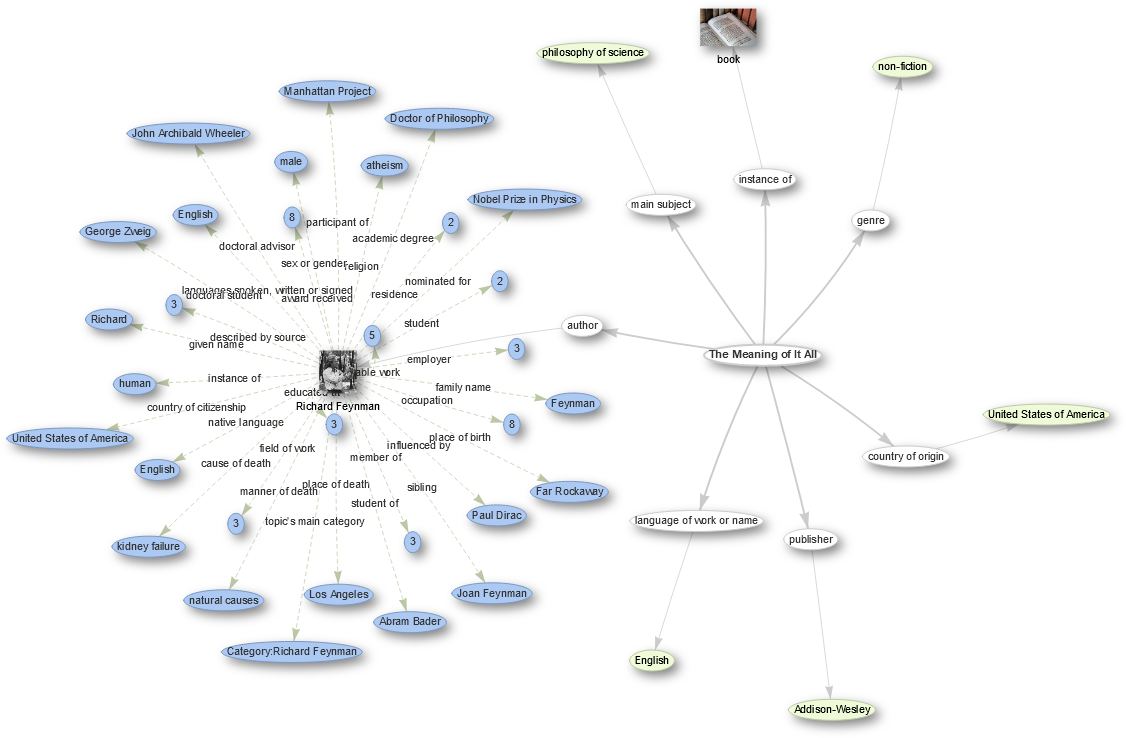 philosophy of science
book
non-fiction
Manhattan Project
Doctor of Philosophy
John Archibald Wheeler
male
atheism
instance of
Nobel Prize in Physics
main subject
English
8
participant of
2
genre
George Zweig
academic degree
doctoral advisor
sex or gender
religion
nominated for
2
languages spoken, written or signed
doctoral student
award received
residence
3
Richard
student
author
5
described by source
given name
employer
3
The Meaning of It All
instance of
human
family name
educated at
occupation
Richard Feynman
Feynman
country of citizenship
United States of America
native language
3
8
United States of America
place of birth
influenced by
field of work
member of
country of origin
cause of death
English
sibling
place of death
manner of death
Far Rockaway
student of
Paul Dirac
topic's main category
3
language of work or name
3
publisher
kidney failure
natural causes
Los Angeles
Joan Feynman
Abram Bader
Category:Richard Feynman
English
Addison-Wesley